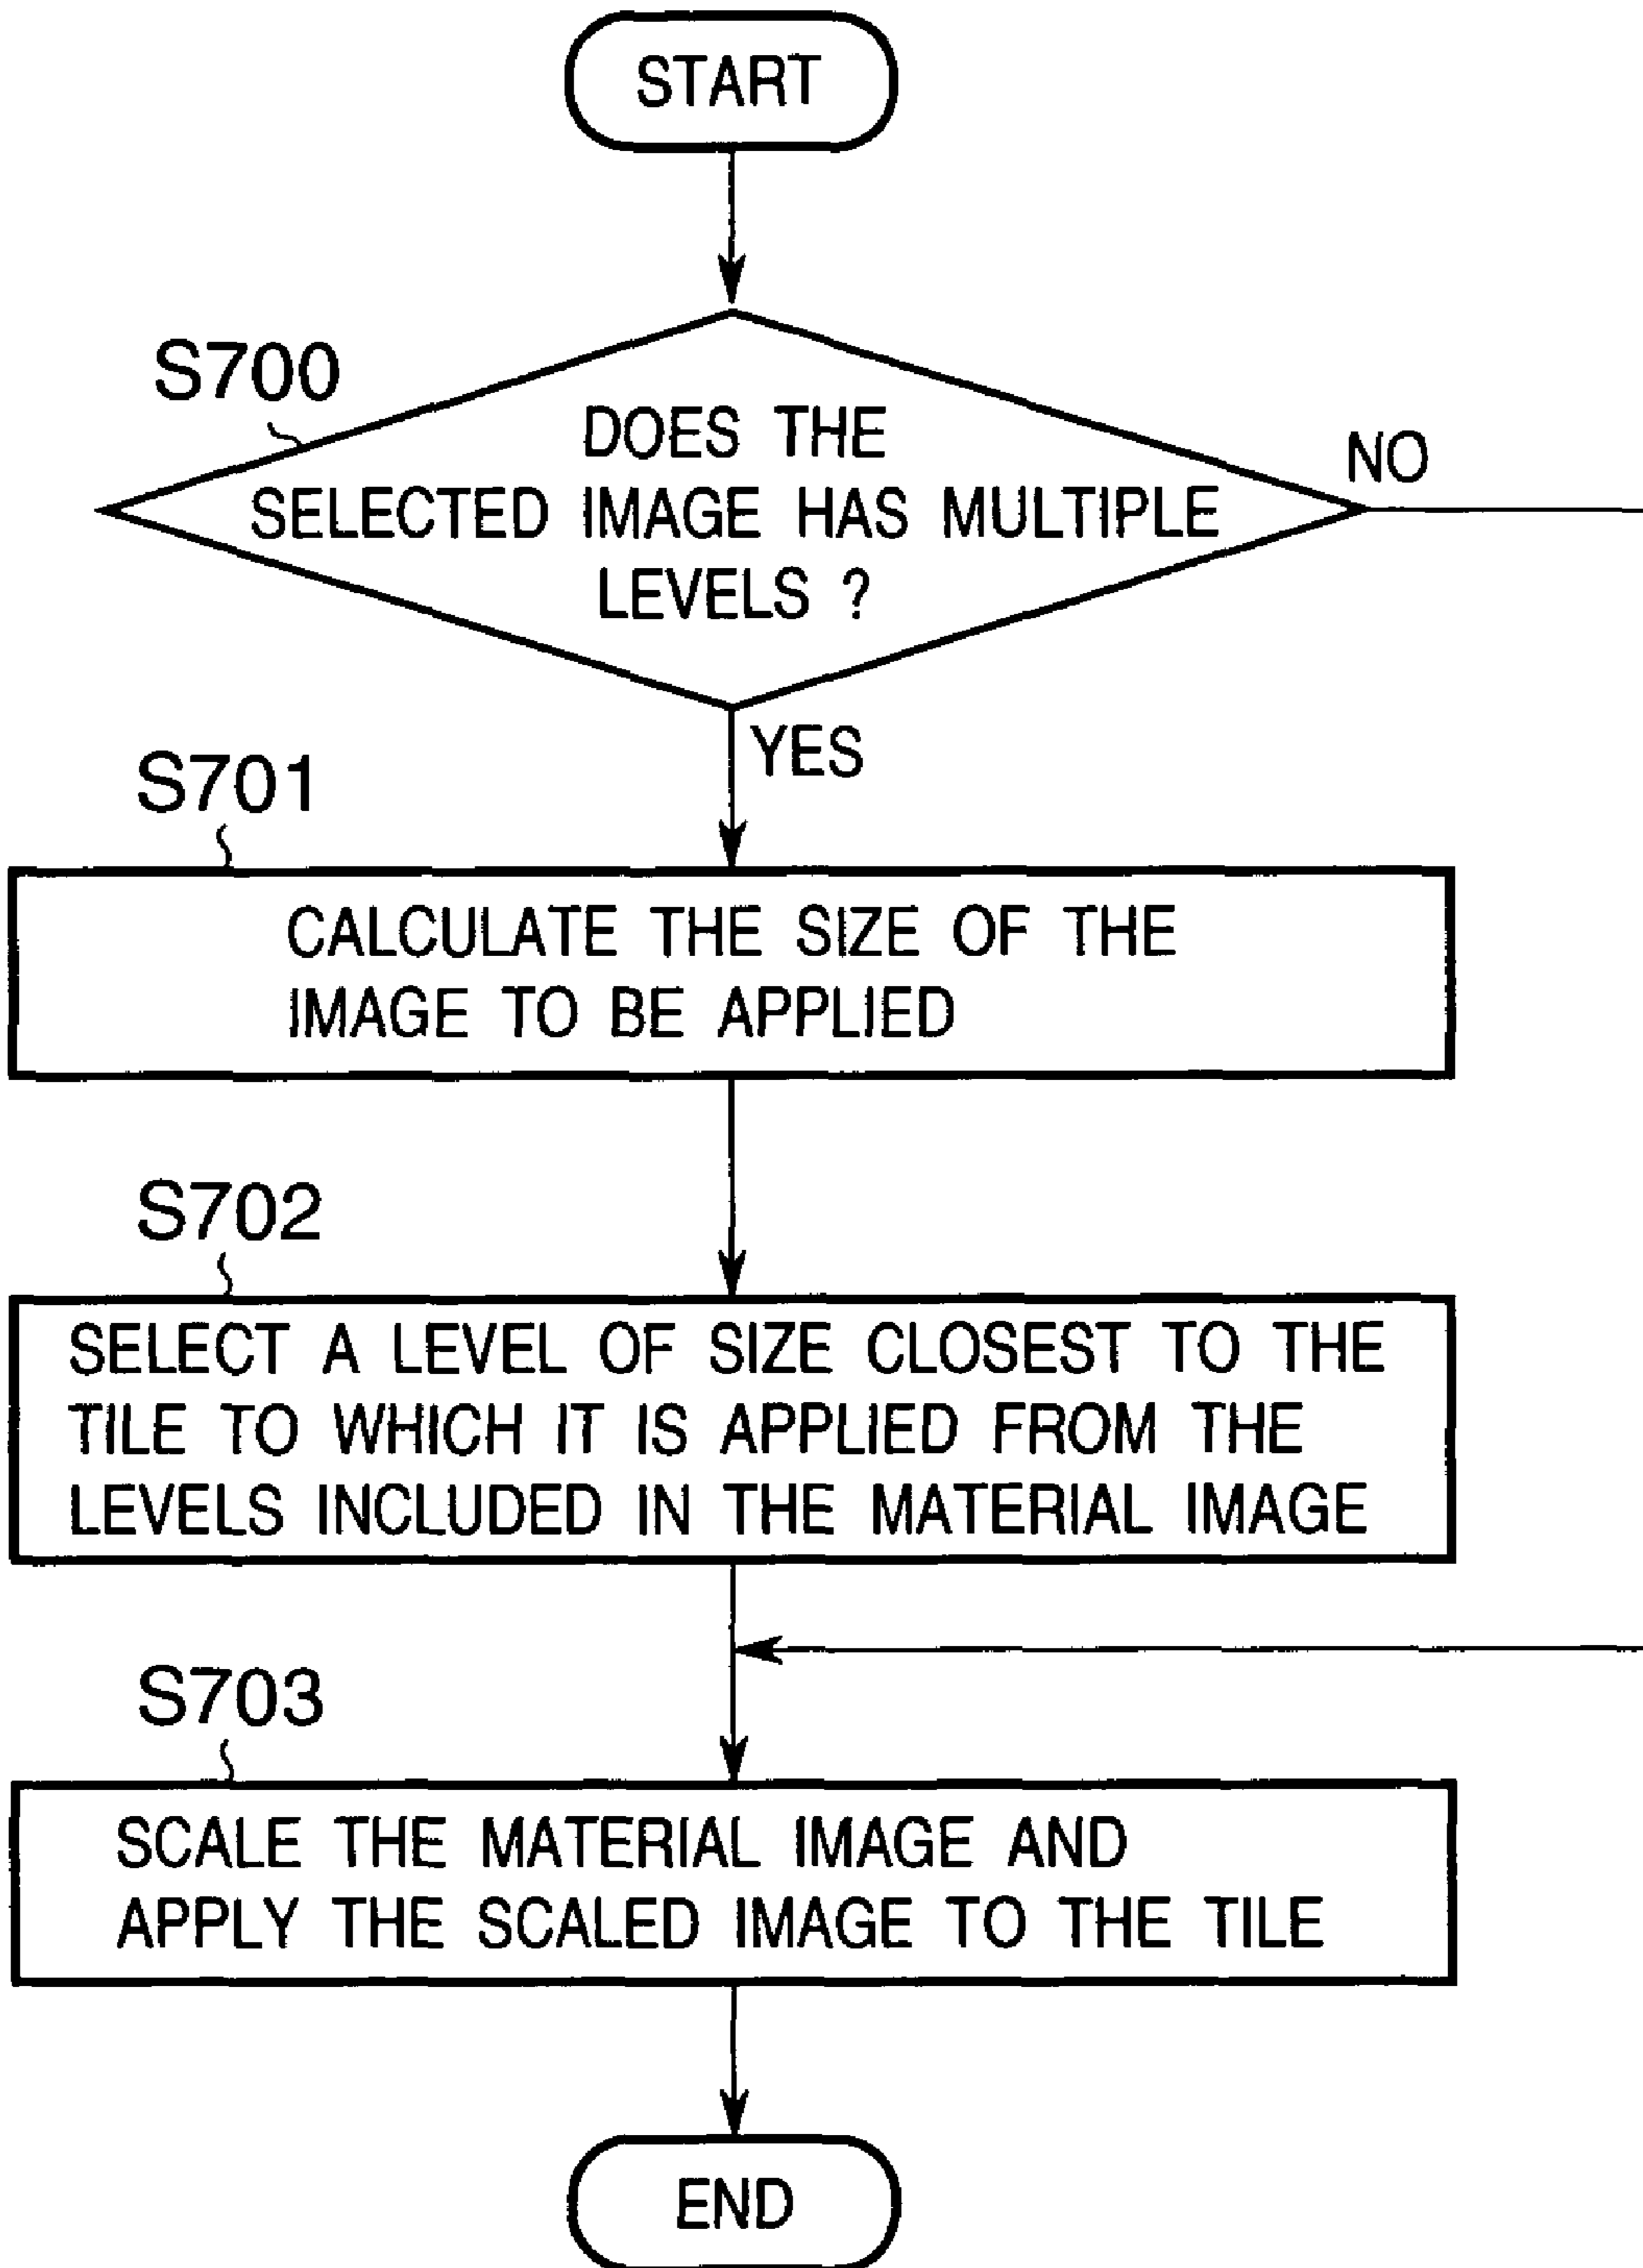 START
S700
DOES THE
SELECTED IMAGE HAS MULTIPLE
LEVELS ?
NO
YES
S701
CALCULATE THE SIZE OF THE
IMAGE TO BE APPLIED
S702
SELECT A LEVEL OF SIZE CLOSEST TO THE
TILE TO WHICH IT IS APPLIED FROM THE
LEVELS INCLUDED IN THE MATERIAL IMAGE
S703
SCALE THE MATERIAL IMAGE AND
APPLY THE SCALED IMAGE TO THE TILE
END